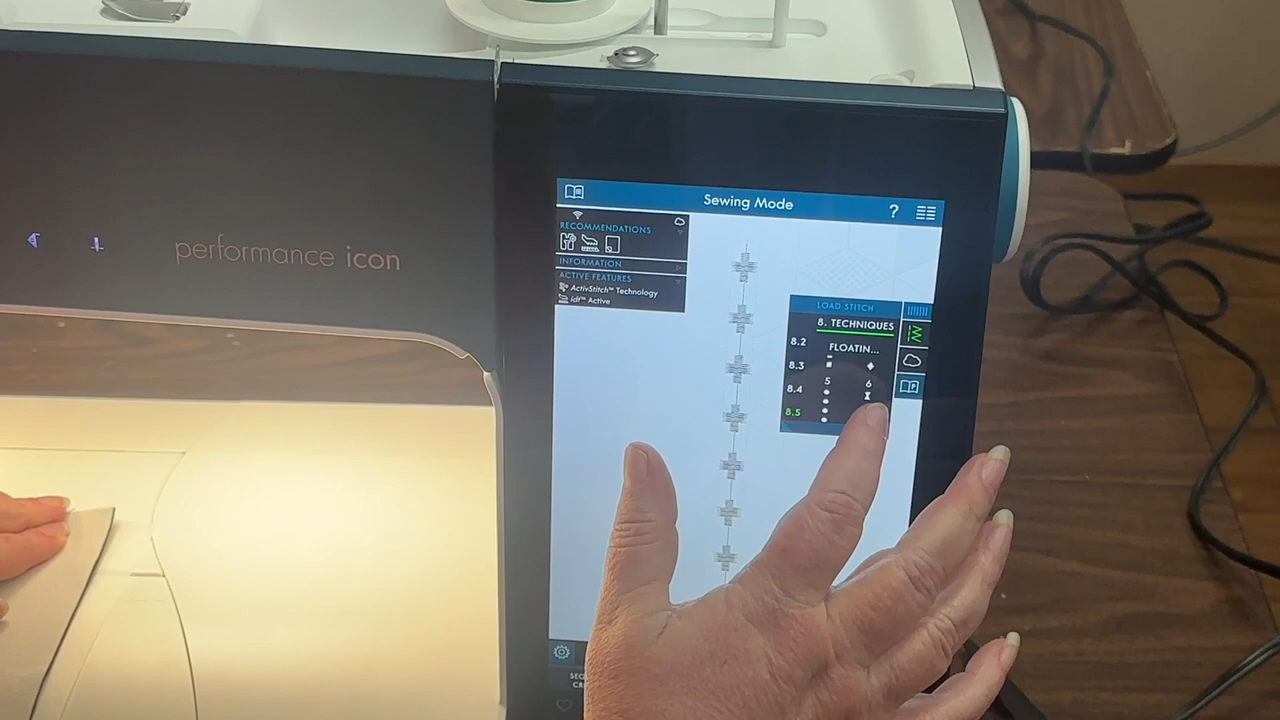 performance icon
Sewing Mode
?
RECOMMENDATIONS
INFORMATION
ACTIVE FEATURES
ActivStitch™ Technology
idt™ Active
LOAD STITCH
8. TECHNIQUES
8.2
FLOATIN...
8.3
5 6
8.4
8.5